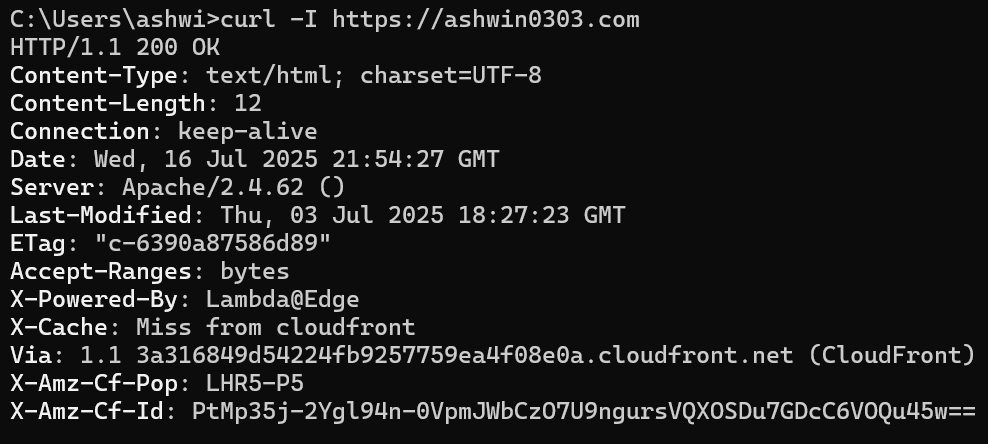 C:\Users\ashwi>curl -I https://ashwin0303.com
HTTP/1.1 200 OK
Content-Type: text/html; charset=UTF-8
Content-Length: 12
Connection: keep-alive
Date: Wed, 16 Jul 2025 21:54:27 GMT
Server: Apache/2.4.62 ()
Last-Modified: Thu, 03 Jul 2025 18:27:23 GMT
ETag: "c-6390a87586d89"
Accept-Ranges: bytes
X-Powered-By: Lambda@Edge
X-Cache: Miss from cloudfront
Via: 1.1 3a316849d54224fb9257759ea4f08e0a.cloudfront.net (CloudFront)
X-Amz-Cf-Pop: LHR5-P5
X-Amz-Cf-Id: PtMp35j-2Ygl94n-0VpmJWbCzO7U9ngursVQXOSDu7GDcC6VOQu45w==